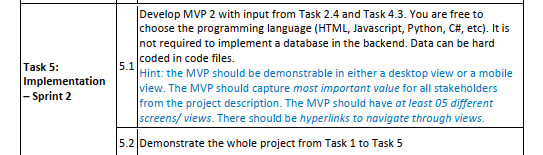 Develop MVP 2 with input from Task 2.4 and Task 4.3. You are free to
choose the programming language (HTML, Javascript, Python, C#, etc). It is
not required to implement a database in the backend. Data can be hard
coded in code files.
Task 5:
Implementation
– Sprint 2
5.1
Hint: the MVP should be demonstrable in either a desktop view or a mobile
view. The MVP should capture most important value for all stakeholders
from the project description. The MVP should have at least 05 different
screens/ views. There should be hyperlinks to navigate through views.
5.2 Demonstrate the whole project from Task 1 to Task 5